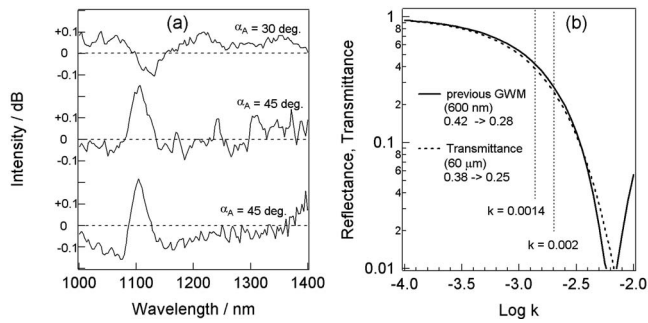 (a)
α_A = 30 deg.
+0.1
0
-0.1
α_A = 45 deg.
+0.1
0
-0.1
α_A = 45 deg.
+0.1
0
-0.1
Intensity / dB
1000 1100 1200 1300 1400
Wavelength / nm
(b)
1
8
6
4
2
0.1
8
6
4
2
0.01
Reflectance, Transmittance
previous GWM
(600 nm)
0.42 -> 0.28
Transmittance
(60 μm)
0.38 -> 0.25
k = 0.0014
k = 0.002
-4.0 -3.5 -3.0 -2.5 -2.0
Log k